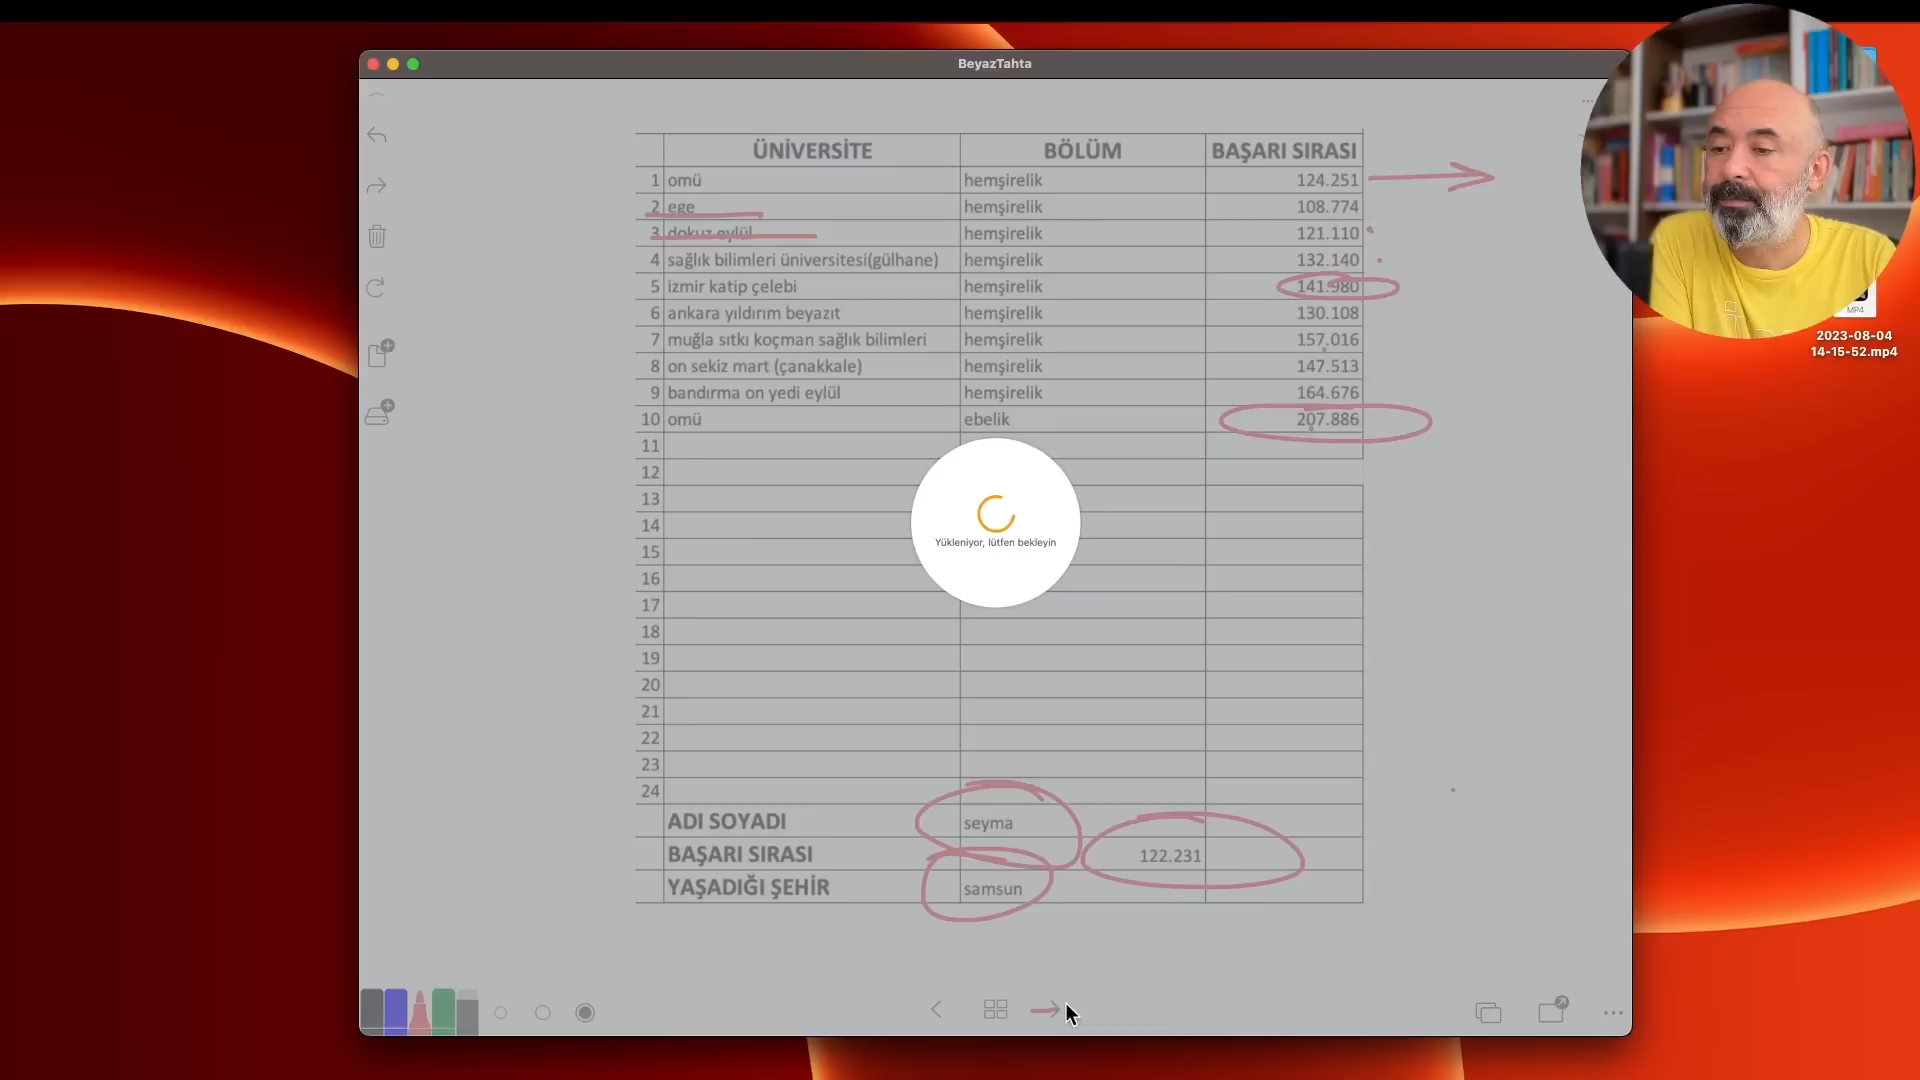 BeyazTahta
ÜNİVERSİTE BÖLÜM BAŞARI SIRASI
1 omü hemşirelik 124.251
2 ege hemşirelik 108.774
3 dokuz eylül hemşirelik 121.110
4 sağlık bilimleri üniversitesi(gülhane) hemşirelik 132.140
5 izmir katip çelebi hemşirelik 141.980
6 ankara yıldırım beyazıt hemşirelik 130.108
7 muğla sıtkı koçman sağlık bilimleri hemşirelik 157.016
8 on sekiz mart (çanakkale) hemşirelik 147.513
9 bandırma on yedi eylül hemşirelik 164.676
10 omü ebelik 207.886
11
12
13
14
15
16
17
18
19
20
21
22
23
24
Yükleniyor, lütfen bekleyin
ADI SOYADI seyma
BAŞARI SIRASI 122.231
YAŞADIĞI ŞEHİR samsun
MP4
2023-08-04
14-15-52.mp4